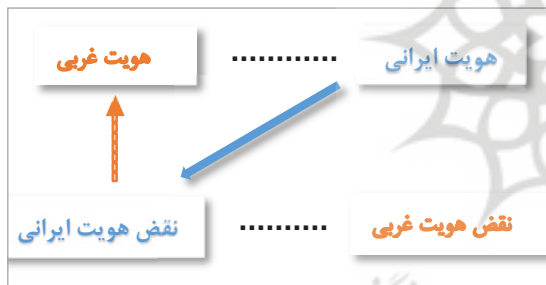 هویت ایرانی ............ هویت غربی
نقض هویت غربی .......... نقض هویت ایرانی